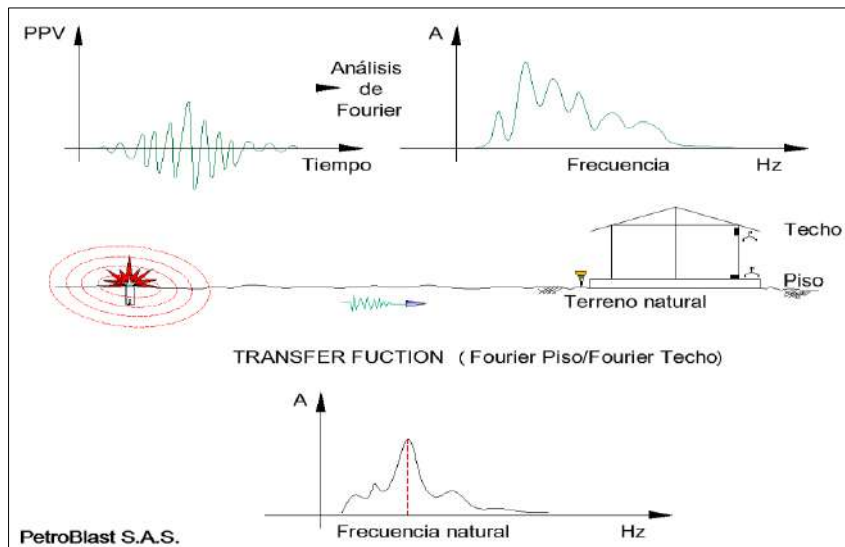 PPV
Análisis
de
Fourier
Tiempo
A
Frecuencia
Hz
Techo
Piso
Terreno natural
TRANSFER FUCTION ( Fourier Piso/Fourier Techo)
A
Frecuencia natural
Hz
PetroBlast S.A.S.